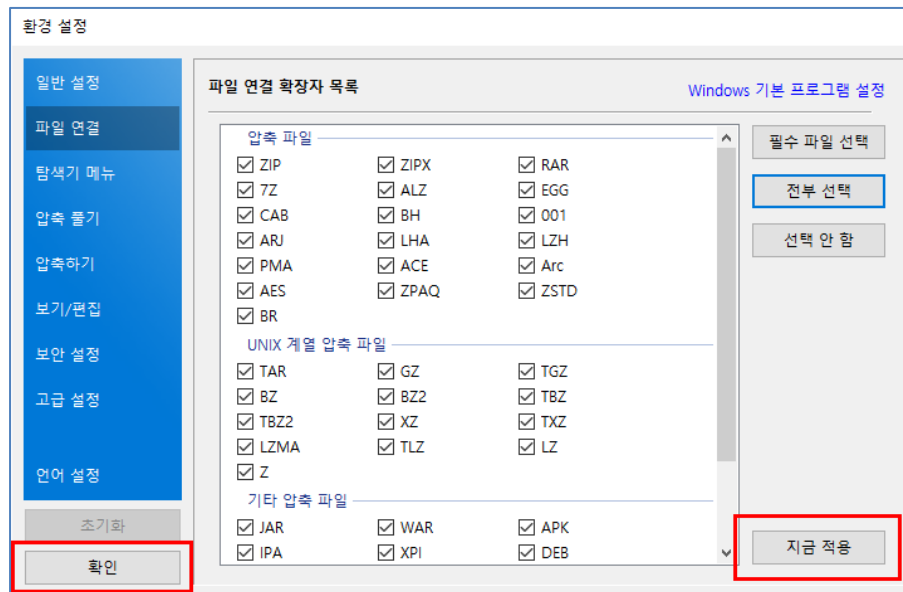 환경 설정
일반 설정
파일 연결
탐색기 메뉴
압축 풀기
압축하기
보기/편집
보안 설정
고급 설정
언어 설정
초기화
확인
파일 연결 확장자 목록
Windows 기본 프로그램 설정
압축 파일
ZIP ZIPX RAR
7Z ALZ EGG
CAB BH 001
ARJ LHA LZH
PMA ACE Arc
AES ZPAQ ZSTD
BR
UNIX 계열 압축 파일
TAR GZ TGZ
BZ BZ2 TBZ
TBZ2 XZ TXZ
LZMA TLZ LZ
Z
기타 압축 파일
JAR WAR APK
IPA XPI DEB
필수 파일 선택
전부 선택
선택 안 함
지금 적용